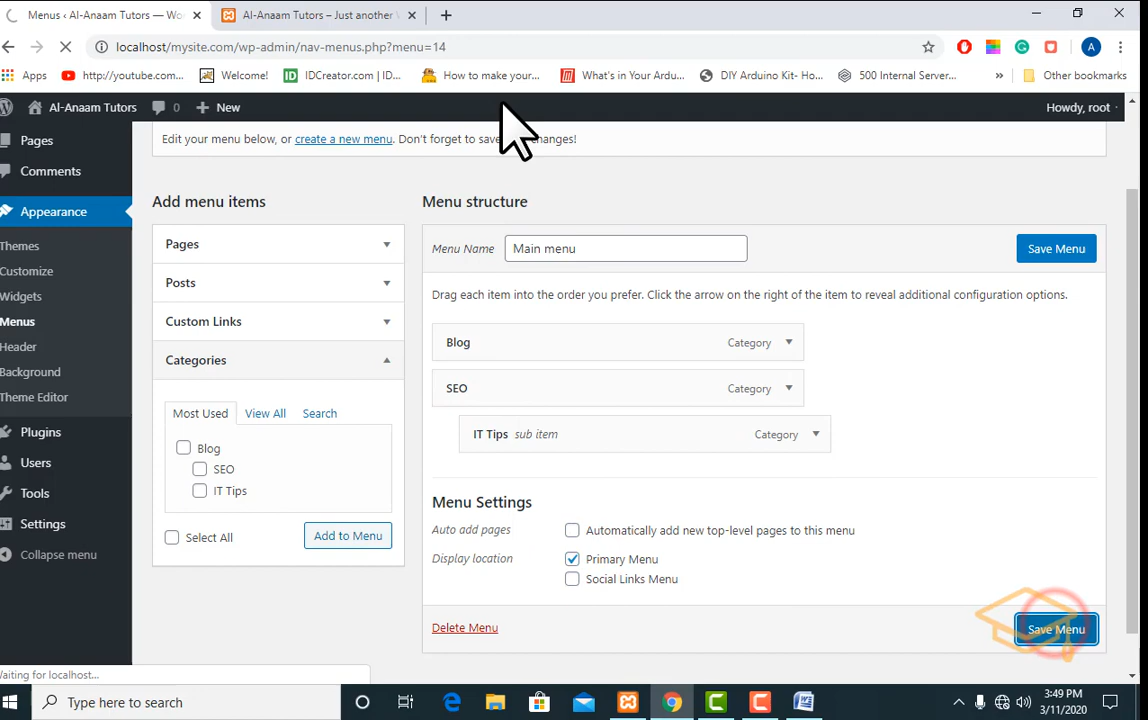 Menus ‹ Al-Anaam Tutors — Wo
Al-Anaam Tutors – Just another
localhost/mysite.com/wp-admin/nav-menus.php?menu=14
A
Apps
http://youtube.com...
Welcome!
ID
IDCreator.com | ID...
How to make your...
What's in Your Ardu...
DIY Arduino Kit- Ho...
500 Internal Server...
»
Other bookmarks
Al-Anaam Tutors
0
New
Howdy, root
Edit your menu below, or create a new menu. Don't forget to save changes!
Pages
Comments
Appearance
Themes
Customize
Widgets
Menus
Header
Background
Theme Editor
Plugins
Users
Tools
Settings
Collapse menu
Add menu items
Pages
Posts
Custom Links
Categories
Most Used
View All
Search
Blog
SEO
IT Tips
Select All
Add to Menu
Menu structure
Menu Name
Main menu
Save Menu
Drag each item into the order you prefer. Click the arrow on the right of the item to reveal additional configuration options.
Blog
Category
SEO
Category
IT Tips sub item
Category
Menu Settings
Auto add pages
Automatically add new top-level pages to this menu
Display location
Primary Menu
Social Links Menu
Delete Menu
Save Menu
Waiting for localhost...
Type here to search
3:49 PM
3/11/2020